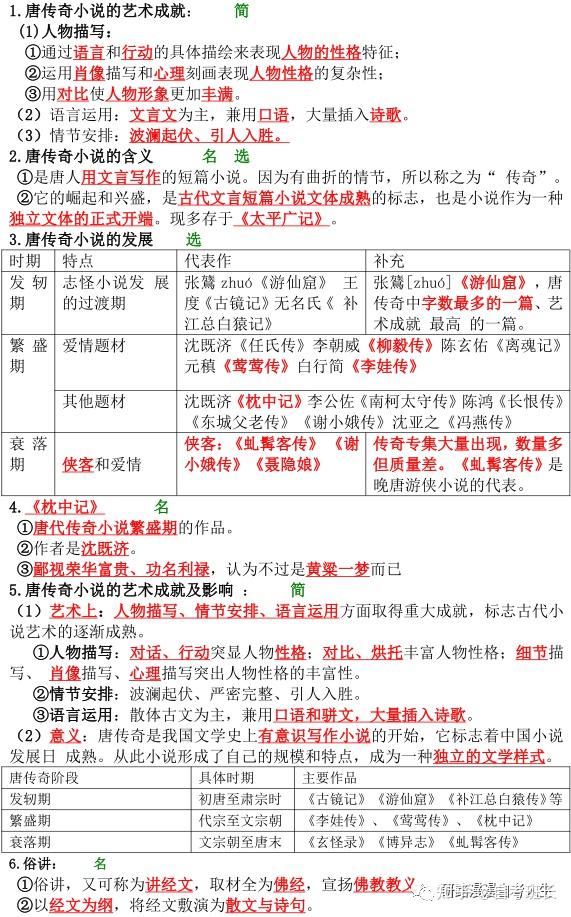 1.唐传奇小说的艺术成就： 简
(1)人物描写：
①通过语言和行动的具体描绘来表现人物的性格特征；
②运用肖像描写和心理刻画表现人物性格的复杂性；
③用对比使人物形象更加丰满。
（2）语言运用：文言文为主，兼用口语，大量插入诗歌。
（3）情节安排：波澜起伏、引人入胜。
2.唐传奇小说的含义 名 选
①是唐人用文言写作的短篇小说。因为有曲折的情节，所以称之为“ 传奇”。
②它的崛起和兴盛，是古代文言短篇小说文体成熟的标志，也是小说作为一种
独立文体的正式开端。现多存于《太平广记》。
3.唐传奇小说的发展 选
时期 特点 代表作 补充
发 轫 期 志怪小说发 展 的过渡期 张鷟 zhuó《游仙窟》 王
度《古镜记》无名氏《 补
江总白猿记》
张鷟[zhuó]《游仙窟》，唐
传奇中字数最多的一篇、艺
术成就 最高 的一篇。
繁 盛 期 爱情题材 沈既济《任氏传》李朝威《柳毅传》陈玄佑《离魂记》
元稹《莺莺传》白行简《李娃传》
其他题材 沈既济《枕中记》李公佐《南柯太守传》陈鸿《长恨传》
《东城父老传》《谢小娥传》沈亚之《冯燕传》
衰 落 期 侠客和爱情 侠客：《虬髯客传》《谢
小娥传》《聂隐娘》
传奇专集大量出现，数量多
但质量差。《虬髯客传》是
晚唐游侠小说的代表。
4.《枕中记》 名
①唐代传奇小说繁盛期的作品。
②作者是沈既济。
③鄙视荣华富贵、功名利禄，认为不过是黄粱一梦而已
5.唐传奇小说的艺术成就及影响 ： 简
（1）艺术上：人物描写、情节安排、语言运用方面取得重大成就，标志古代小
说艺术的逐渐成熟。
①人物描写：对话、行动突显人物性格；对比、烘托丰富人物性格；细节描
写、 肖像描写、心理描写突出人物性格的丰富性。
②情节安排：波澜起伏、严密完整、引人入胜。
③语言运用：散体古文为主，兼用口语和骈文，大量插入诗歌。
（2）意义：唐传奇是我国文学史上有意识写作小说的开始，它标志着中国小说
发展日 成熟。从此小说形成了自己的规模和特点，成为一种独立的文学样式。
唐传奇阶段 具体时期 主要作品
发轫期 初唐至肃宗时 《古镜记》《游仙窟》《补江总白猿传》等
繁盛期 代宗至文宗朝 《李娃传》、《莺莺传》、《枕中记》
衰落期 文宗朝至唐末 《玄怪录》《博异志》《虬髯客传》
6.俗讲： 名
①俗讲，又可称为讲经文，取材全为佛经，宣扬佛教教义
②以经文为纲，将经文敷演为散文与诗句。